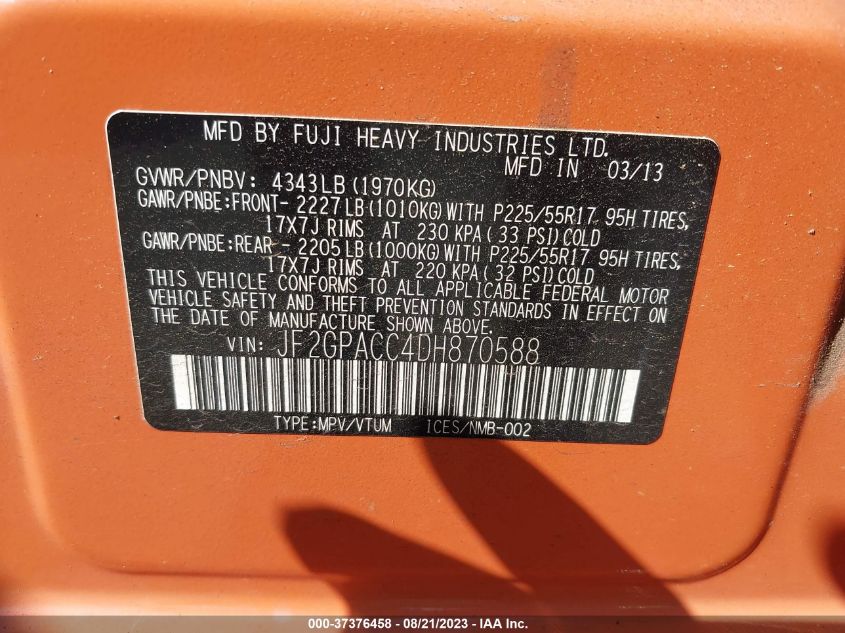 MFD BY FUJI HEAVY INDUSTRIES LTD.
MFD IN 03/13
GVWR/PNBV: 4343LB(1970KG)
GAWR/PNBE:FRONT- 2227LB(1010KG)WITH P225/55R17 95H TIRES,
17X7J RIMS AT 230 KPA(33 PSI)COLD
GAWR/PNBE:REAR - 2205LB(1000KG)WITH P225/55R17 95H TIRES,
17X7J RIMS AT 220 KPA(32 PSI)COLD
THIS VEHICLE CONFORMS TO ALL APPLICABLE FEDERAL MOTOR
VEHICLE SAFETY AND THEFT PREVENTION STANDARDS IN EFFECT ON
THE DATE OF MANUFACTURE SHOWN ABOVE.
VIN: JF2GPACC4DH870588
TYPE:MPV/VTUM ICES/NMB-002
000-37376458 - 08/21/2023 - IAA, Inc.